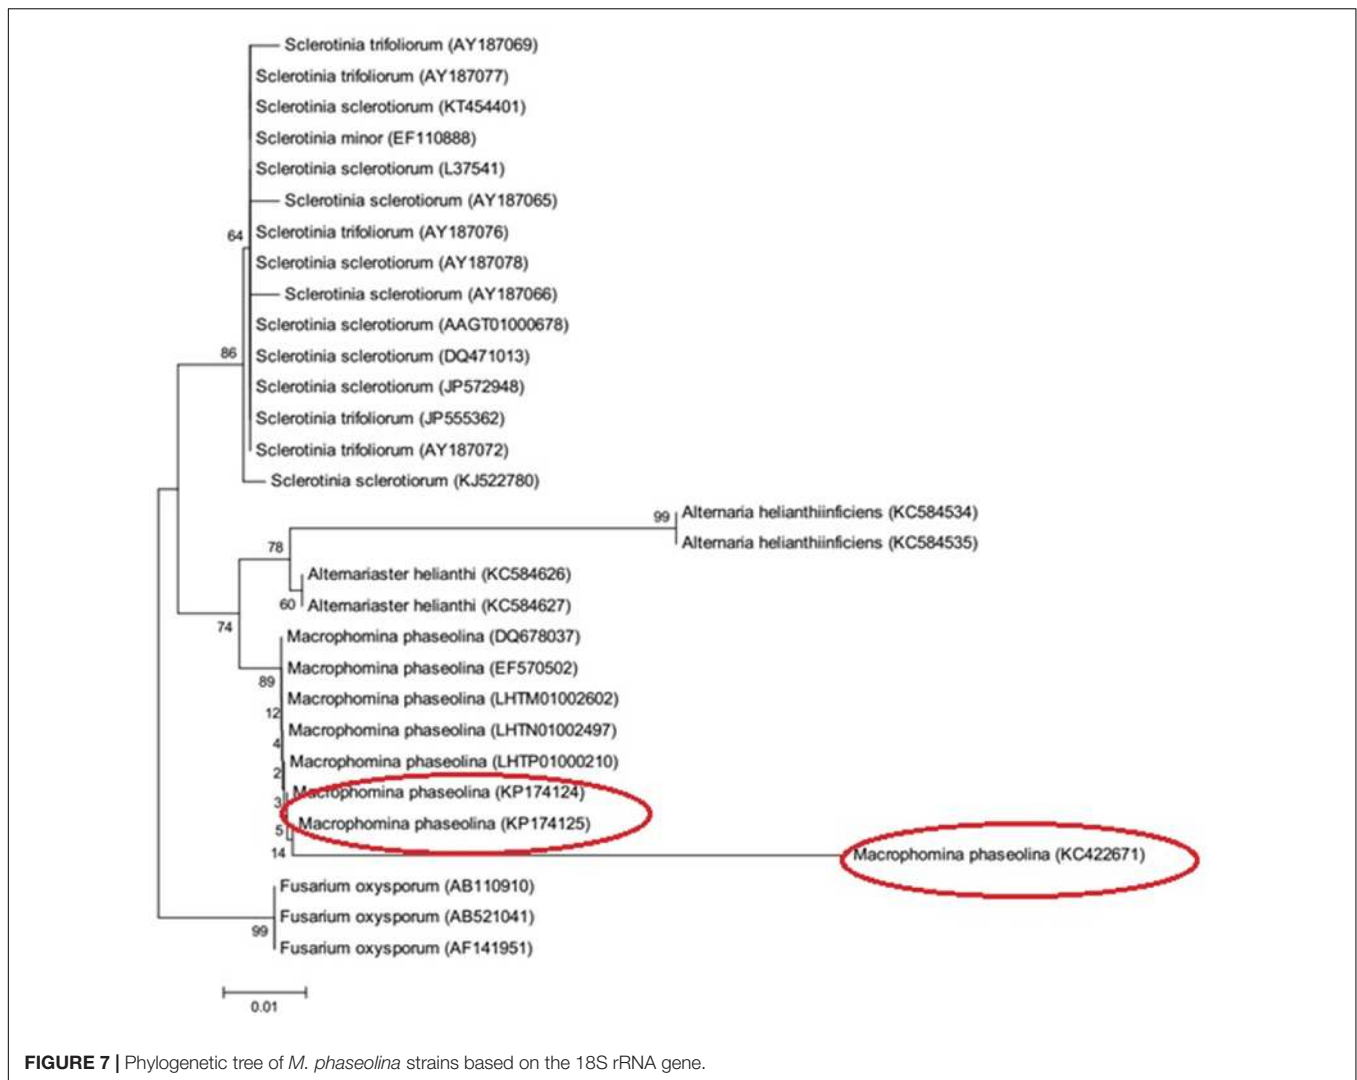 Sclerotinia trifoliorum (AY187069)
Sclerotinia trifoliorum (AY187077)
Sclerotinia sclerotiorum (KT454401)
Sclerotinia minor (EF110888)
Sclerotinia sclerotiorum (L37541)
Sclerotinia sclerotiorum (AY187065)
64
Sclerotinia trifoliorum (AY187076)
Sclerotinia sclerotiorum (AY187078)
Sclerotinia sclerotiorum (AY187066)
Sclerotinia sclerotiorum (AAGT01000678)
86
Sclerotinia sclerotiorum (DQ471013)
Sclerotinia sclerotiorum (JP572948)
Sclerotinia trifoliorum (JP555362)
Sclerotinia trifoliorum (AY187072)
Sclerotinia sclerotiorum (KJ522780)
99
Alternaria helianthiinficiens (KC584534)
Alternaria helianthiinficiens (KC584535)
78
Alternariaster helianthi (KC584626)
60
Alternariaster helianthi (KC584627)
74
Macrophomina phaseolina (DQ678037)
Macrophomina phaseolina (EF570502)
89
Macrophomina phaseolina (LHTM01002602)
12
Macrophomina phaseolina (LHTN01002497)
4
Macrophomina phaseolina (LHTP01000210)
2
Macrophomina phaseolina (KP174124)
3
Macrophomina phaseolina (KP174125)
5
14
Macrophomina phaseolina (KC422671)
Fusarium oxysporum (AB110910)
Fusarium oxysporum (AB521041)
99
Fusarium oxysporum (AF141951)
0.01
FIGURE 7 | Phylogenetic tree of M. phaseolina strains based on the 18S rRNA gene.